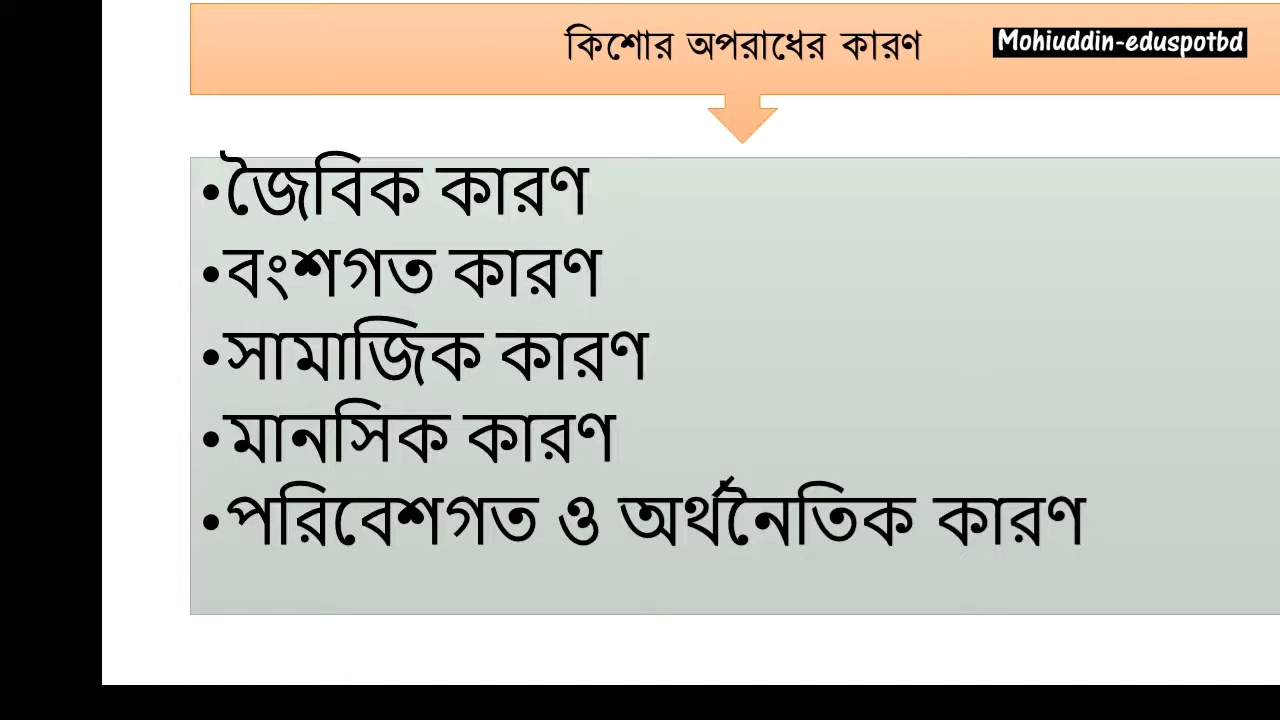 কিশোর অপরাধের কারণ
Mohiuddin-eduspotbd
•জৈবিক কারণ
•বংশগত কারণ
•সামাজিক কারণ
•মানসিক কারণ
•পরিবেশগত ও অর্থনৈতিক কারণ